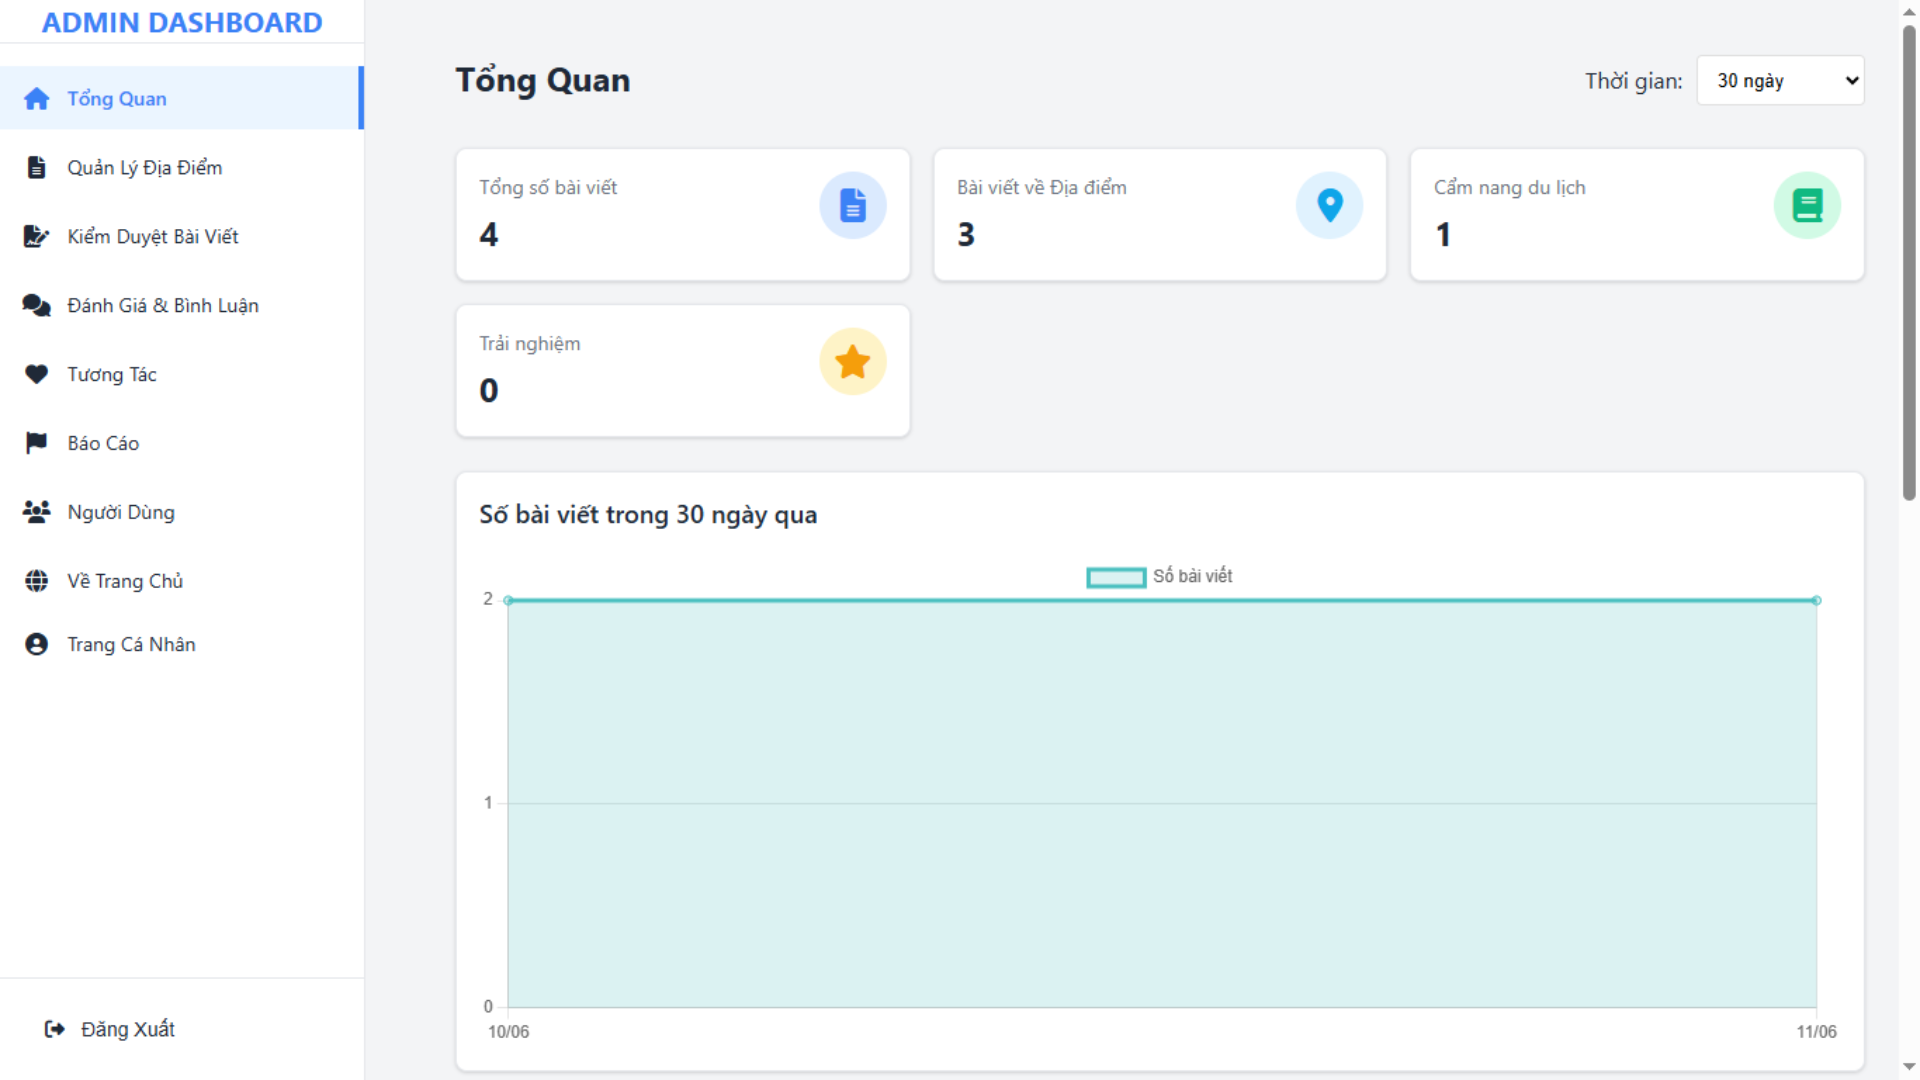 ADMIN DASHBOARD
Tổng Quan
Quản Lý Địa Điểm
Kiểm Duyệt Bài Viết
Đánh Giá & Bình Luận
Tương Tác
Báo Cáo
Người Dùng
Về Trang Chủ
Trang Cá Nhân
Đăng Xuất
Tổng Quan
Thời gian: 30 ngày
Tổng số bài viết
4
Bài viết về Địa điểm
3
Cẩm nang du lịch
1
Trải nghiệm
0
Số bài viết trong 30 ngày qua
Số bài viết
2
1
0
10/06 11/06